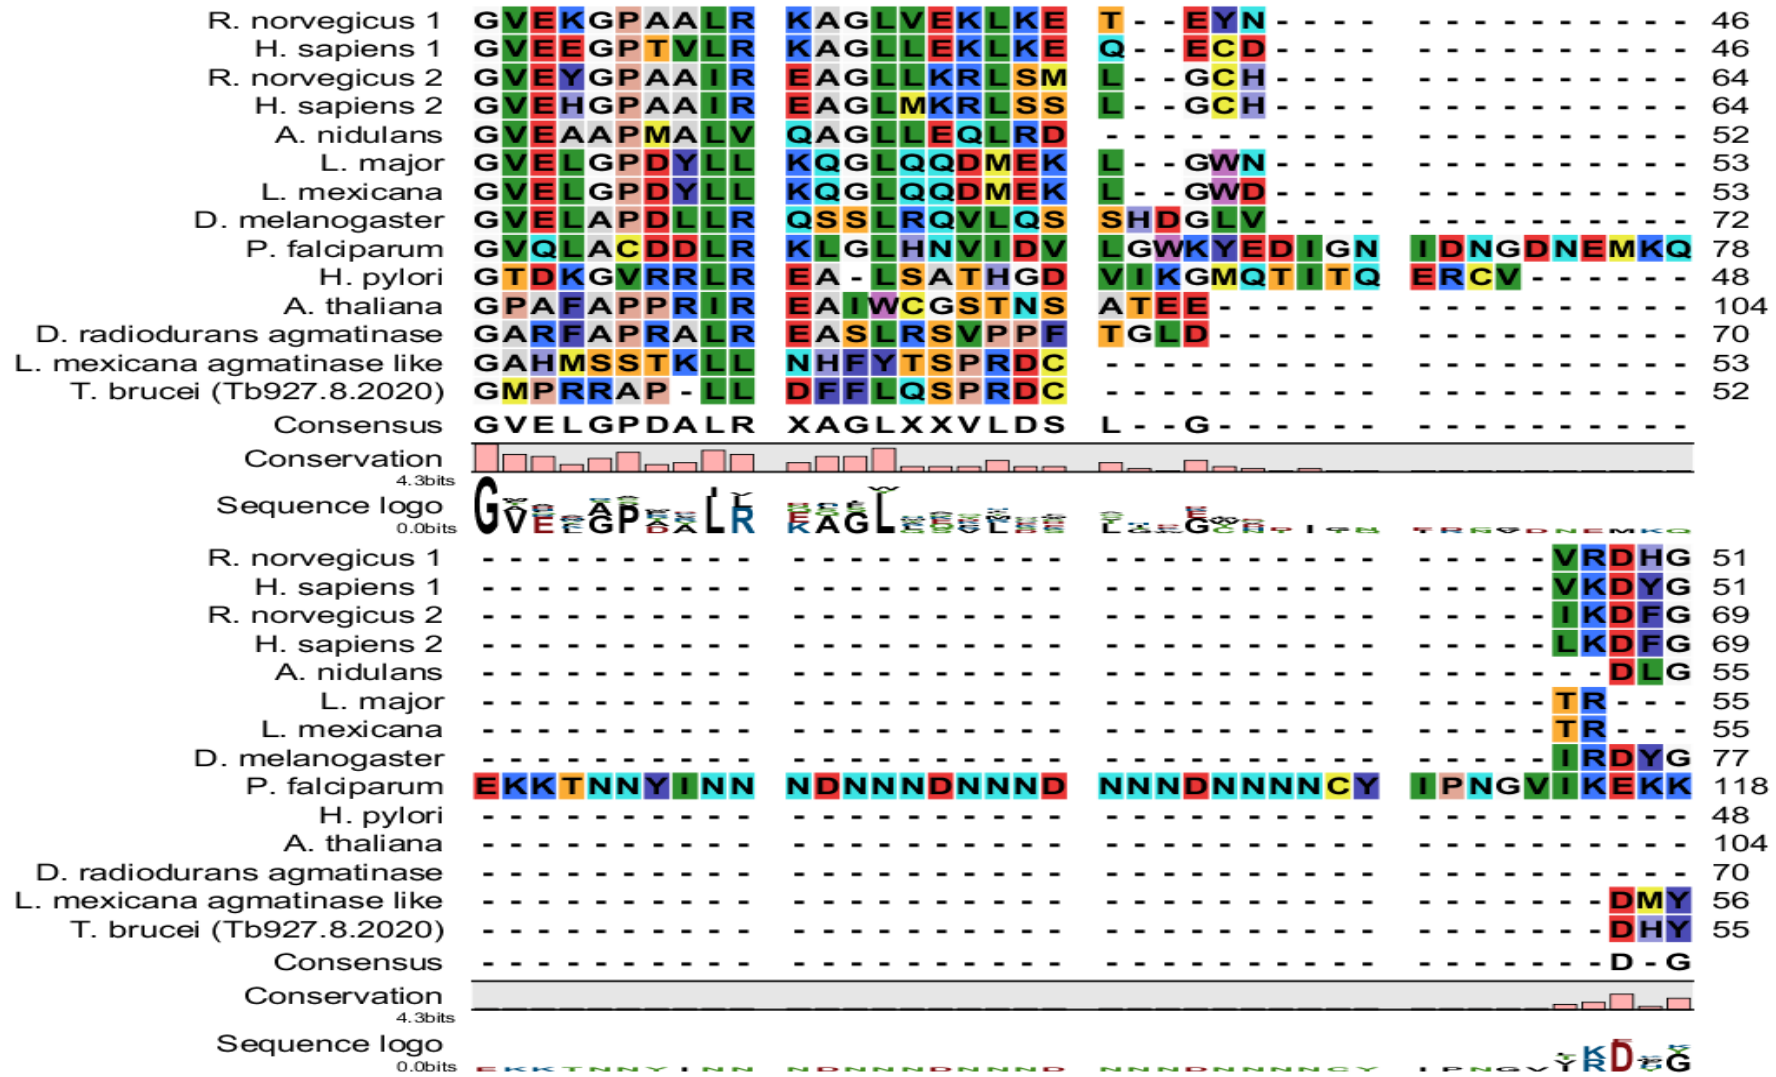 R. norvegicus 1 GVEKGPAALR KAGLVEKLKE T--EYN---- ---------- 46
H. sapiens 1 GVEEGPTVLR KAGLLEKLKE Q--ECD---- ---------- 46
R. norvegicus 2 GVEYGPAAIR EAGLLKRLSM L--GCH---- ---------- 64
H. sapiens 2 GVEHGPAAIR EAGLMKRLSS L--GCH---- ---------- 64
A. nidulans GVEAAPMALV QAGLLEQLRD ---------- ---------- 52
L. major GVELGPDYLL KQGLQQDMEK L--GWN---- ---------- 53
L. mexicana GVELGPDYLL KQGLQQDMEK L--GWD---- ---------- 53
D. melanogaster GVELAPDLLR QSSLRQVLQS SHDGLV---- ---------- 72
P. falciparum GVQLACDDLR KLGLHNVIDV LGWKYEDIGN IDNGDNEMKQ 78
H. pylori GTDKGVRRLR EA-LSATHGD VIKGMQTITQ ERCV------ 48
A. thaliana GPAFAPPRIR EAIWCGSTNS ATEE------ ---------- 104
D. radiodurans agmatinase GARFAPRALR EASLRSVPPF TGLD------ ---------- 70
L. mexicana agmatinase like GAHMSSTKLL NHFYTSPRDC ---------- ---------- 53
T. brucei (Tb927.8.2020) GMPRRAP-LL DFFLQSPRDC ---------- ---------- 52
Consensus GVELGPDALR XAGLXXVLDS L--G------ ----------
Conservation
4.3bits
Sequence logo
0.0bits
R. norvegicus 1 ---------- ---------- ---------- -----VRDHG 51
H. sapiens 1 ---------- ---------- ---------- -----VKDYG 51
R. norvegicus 2 ---------- ---------- ---------- -----IKDFG 69
H. sapiens 2 ---------- ---------- ---------- -----LKDFG 69
A. nidulans ---------- ---------- ---------- -------DLG 55
L. major ---------- ---------- ---------- -----TR--- 55
L. mexicana ---------- ---------- ---------- -----TR--- 55
D. melanogaster ---------- ---------- ---------- -----IRDYG 77
P. falciparum EKKTNNYINN NDNNNDNNND NNNDNNNNCY IPNGVIKEKK 118
H. pylori ---------- ---------- ---------- ---------- 48
A. thaliana ---------- ---------- ---------- ---------- 104
D. radiodurans agmatinase ---------- ---------- ---------- ---------- 70
L. mexicana agmatinase like ---------- ---------- ---------- -------DMY 56
T. brucei (Tb927.8.2020) ---------- ---------- ---------- -------DHY 55
Consensus ---------- ---------- ---------- -------D-G
Conservation
4.3bits
Sequence logo
0.0bits